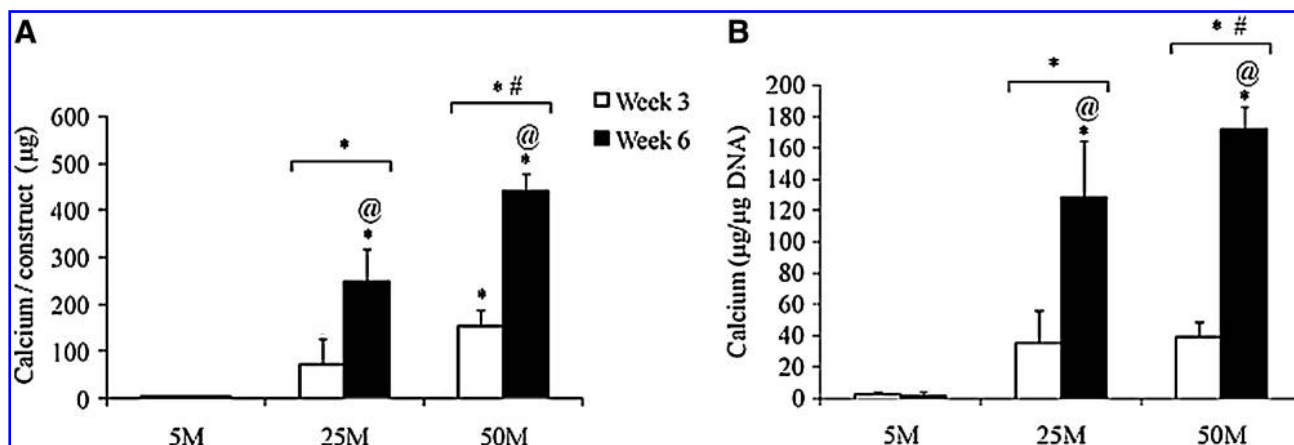 A
B
* #
Week 3
Week 6
*
* #
*
@
*
@
*
*
@
*
@
*
Calcium / construct (µg)
600
500
400
300
200
100
0
5M
25M
50M
Calcium (µg/µg DNA)
200
180
160
140
120
100
80
60
40
20
0
5M
25M
50M